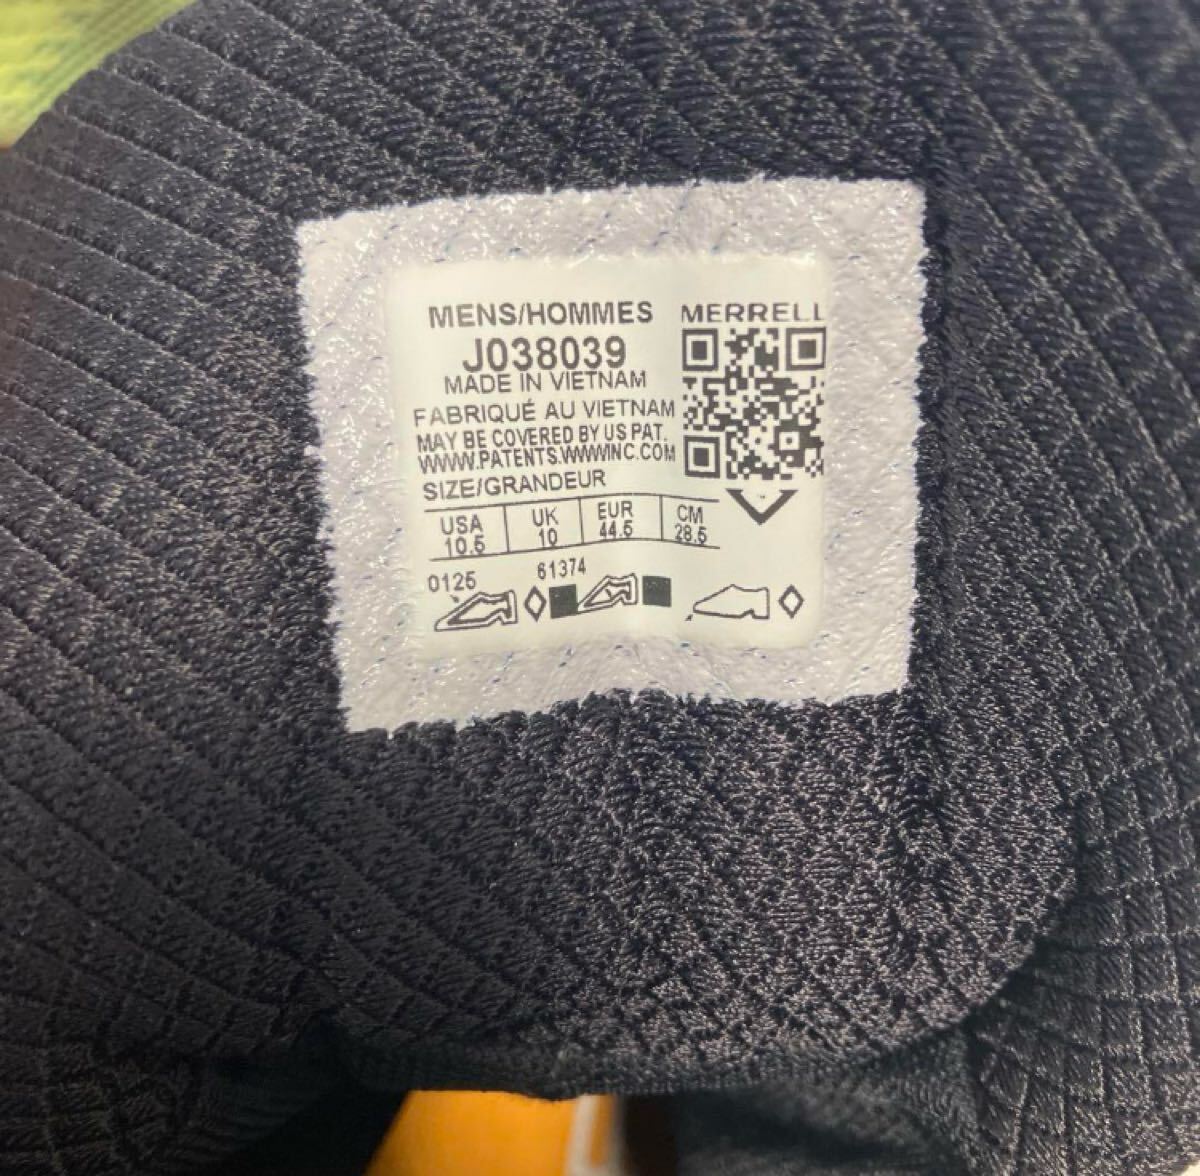 MENS/HOMMES
J038039
MADE IN VIETNAM
FABRIQUÉ AU VIETNAM
MAY BE COVERED BY US PAT.
WWW.PATENTS.WWWINC.COM
SIZE/GRANDEUR
USA UK EUR CM
10.5 10 44.5 28.5
0125 61374
MERRELL